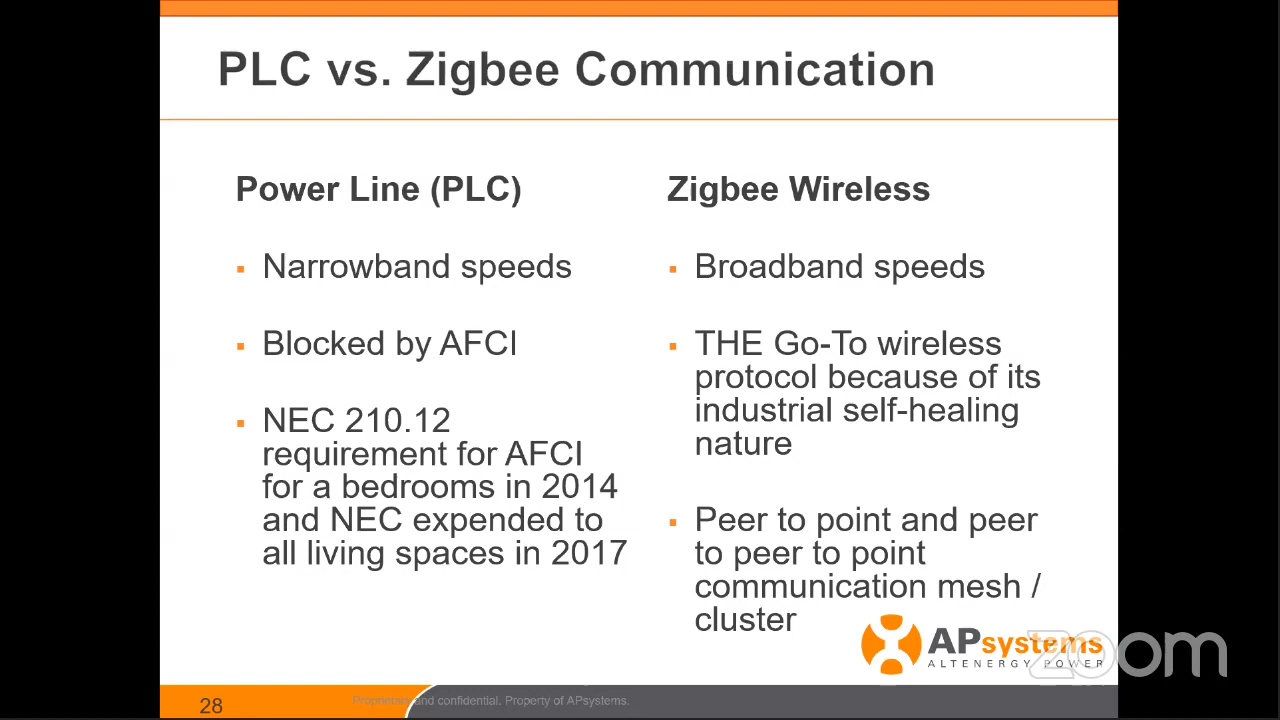 PLC vs. Zigbee Communication
Power Line (PLC)
▪ Narrowband speeds
▪ Blocked by AFCI
▪ NEC 210.12
requirement for AFCI
for a bedrooms in 2014
and NEC expended to
all living spaces in 2017
Zigbee Wireless
▪ Broadband speeds
▪ THE Go-To wireless
protocol because of its
industrial self-healing
nature
▪ Peer to point and peer
to peer to point
communication mesh /
cluster
APsystems
ALTENERGY POWER
zoom
28
Proprietary and confidential. Property of APsystems.